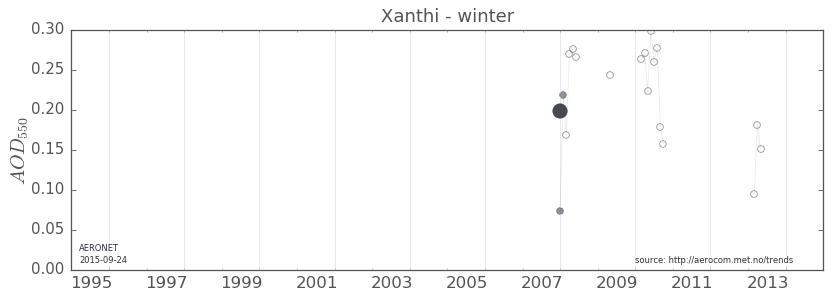 Xanthi - winter
0.30
0.25
0.20
0.15
0.10
0.05
0.00
AOD550
AERONET
2015-09-24
source: http://aerocom.met.no/trends
1995 1997 1999 2001 2003 2005 2007 2009 2011 2013